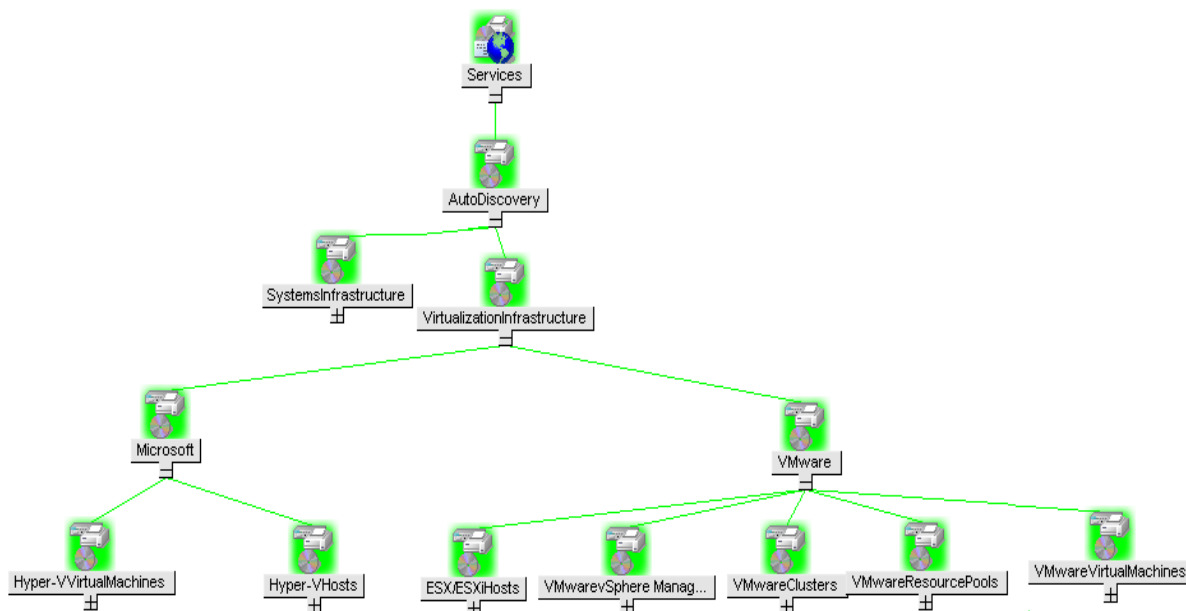 Services
AutoDiscovery
SystemsInfrastructure
VirtualizationInfrastructure
Microsoft
VMware
Hyper-VVirtualMachines
Hyper-VHosts
ESX/ESXiHosts
VMwarevSphere Manag...
VMwareClusters
VMwareResourcePools
VMwareVirtualMachines